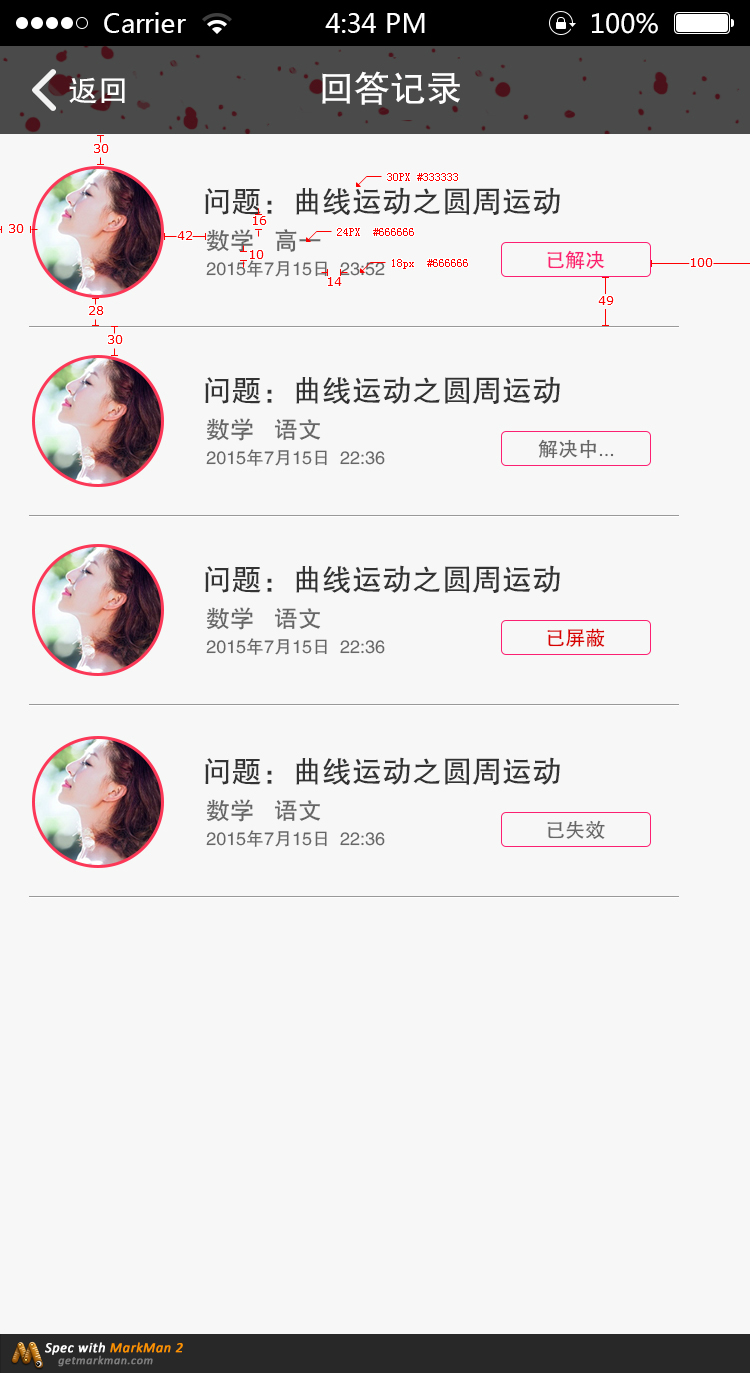 Carrier 4:34 PM 100%
返回 回答记录
30
30PX #333333
问题：曲线运动之圆周运动
16
30 42 数学 高一 24PX #666666
10
2015年7月15日 23:52 18px #666666
已解决 100
14
28 49
30
问题：曲线运动之圆周运动
数学 语文
2015年7月15日 22:36
解决中...
问题：曲线运动之圆周运动
数学 语文
2015年7月15日 22:36
已屏蔽
问题：曲线运动之圆周运动
数学 语文
2015年7月15日 22:36
已失效
Spec with MarkMan 2
getmarkman.com